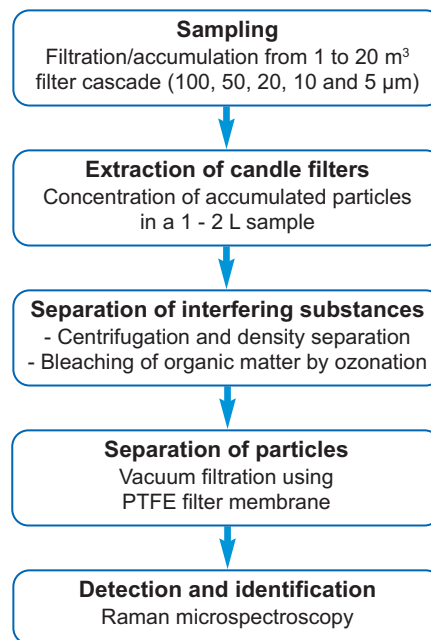 Sampling
Filtration/accumulation from 1 to 20 m³
filter cascade (100, 50, 20, 10 and 5 µm)
Extraction of candle filters
Concentration of accumulated particles
in a 1 - 2 L sample
Separation of interfering substances
- Centrifugation and density separation
- Bleaching of organic matter by ozonation
Separation of particles
Vacuum filtration using
PTFE filter membrane
Detection and identification
Raman microspectroscopy